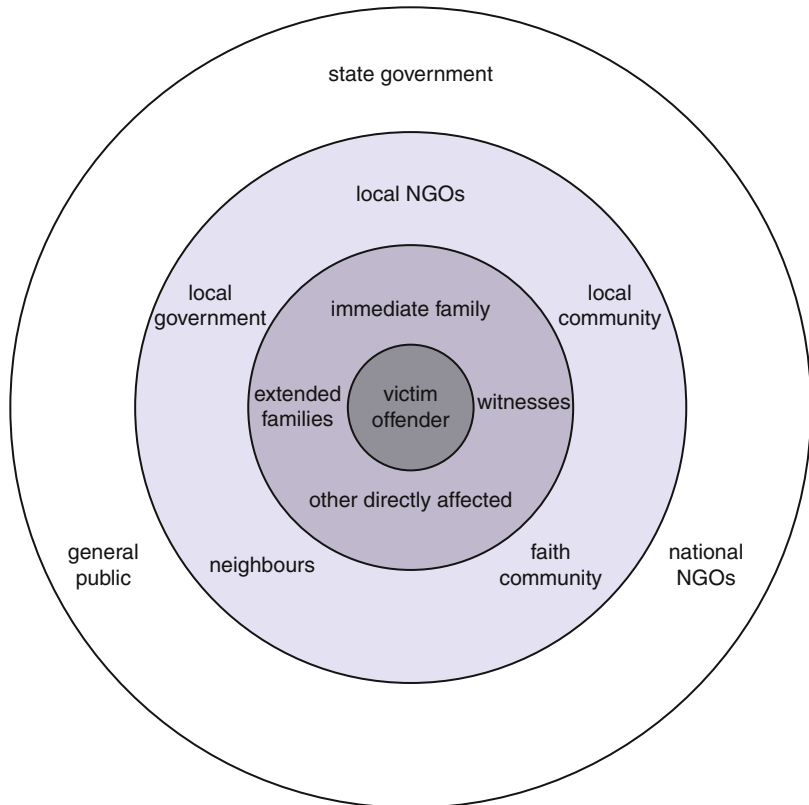 state government
local NGOs
local
government
local
community
immediate family
extended
families
victim
offender
witnesses
other directly affected
general
public
neighbours
faith
community
national
NGOs